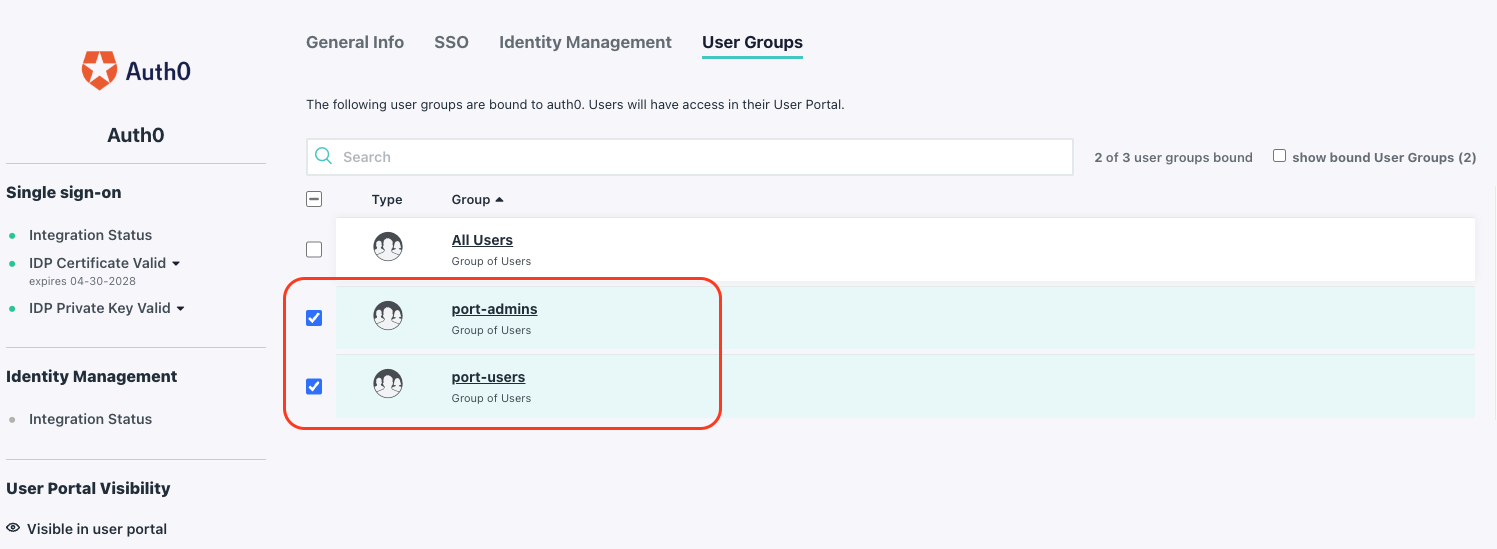 Auth0
Auth0
Single sign-on
Integration Status
IDP Certificate Valid
expires 04-30-2028
IDP Private Key Valid
Identity Management
Integration Status
User Portal Visibility
Visible in user portal
General Info SSO Identity Management User Groups
The following user groups are bound to auth0. Users will have access in their User Portal.
Search 2 of 3 user groups bound show bound User Groups (2)
Type Group
All Users
Group of Users
port-admins
Group of Users
port-users
Group of Users